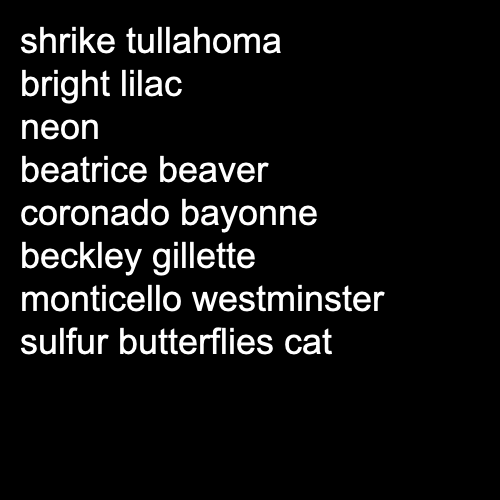 shrike tullahoma
bright lilac
neon
beatrice beaver
coronado bayonne
beckley gillette
monticello westminster
sulfur butterflies cat